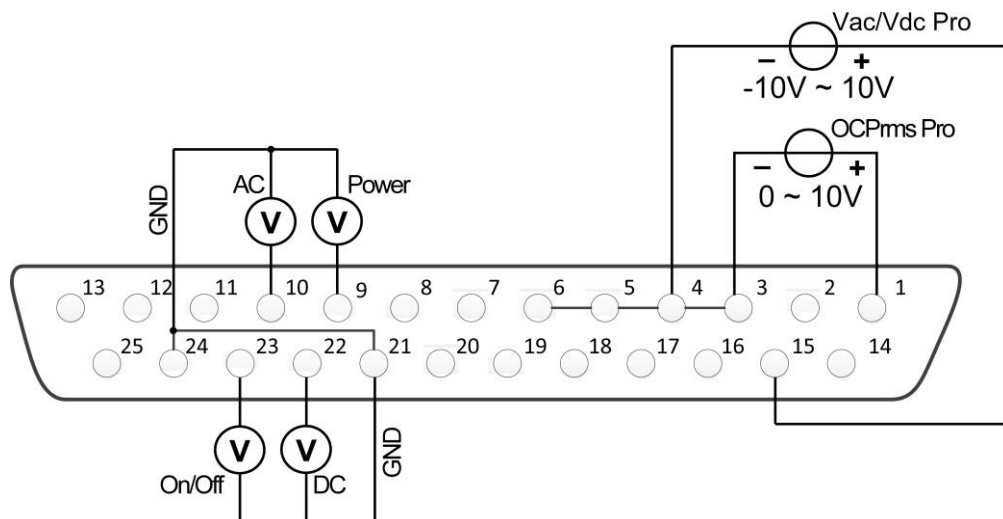 Vac/Vdc Pro
− +
-10V ~ 10V
OCPrms Pro
− +
0 ~ 10V
GND
AC
V
Power
V
13 12 11 10 9 8 7 6 5 4 3 2 1
25 24 23 22 21 20 19 18 17 16 15 14
V
On/Off
V
DC
GND